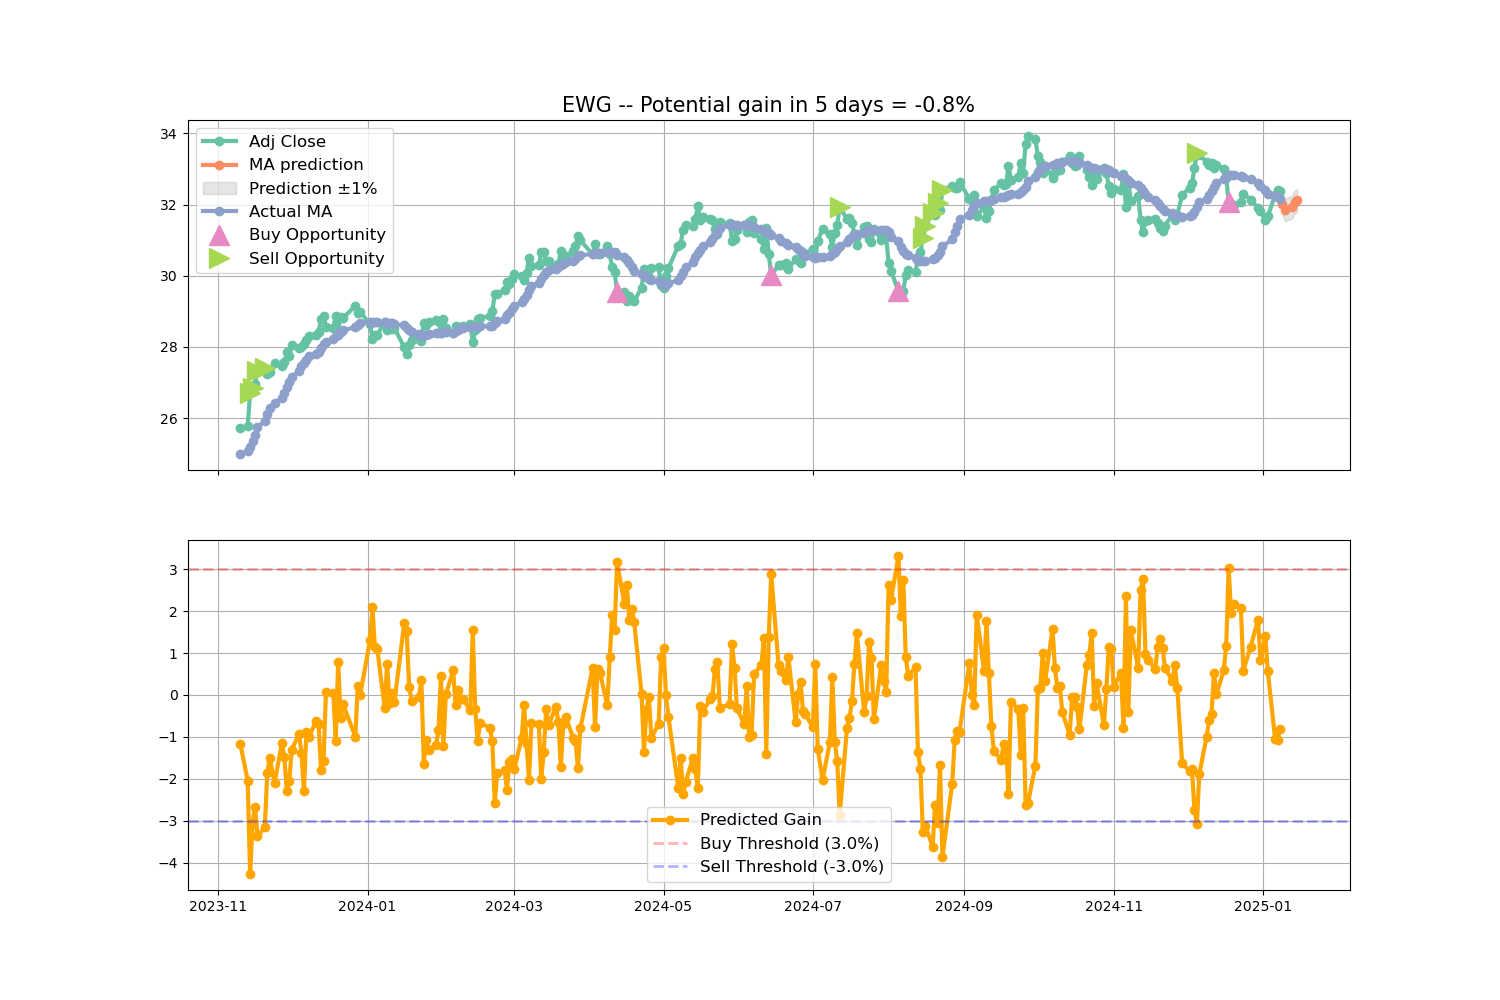 EWG -- Potential gain in 5 days = -0.8%
34
32
30
28
26
Adj Close
MA prediction
Prediction ±1%
Actual MA
Buy Opportunity
Sell Opportunity
3
2
1
0
−1
−2
−3
−4
Predicted Gain
Buy Threshold (3.0%)
Sell Threshold (-3.0%)
2023-11 2024-01 2024-03 2024-05 2024-07 2024-09 2024-11 2025-01